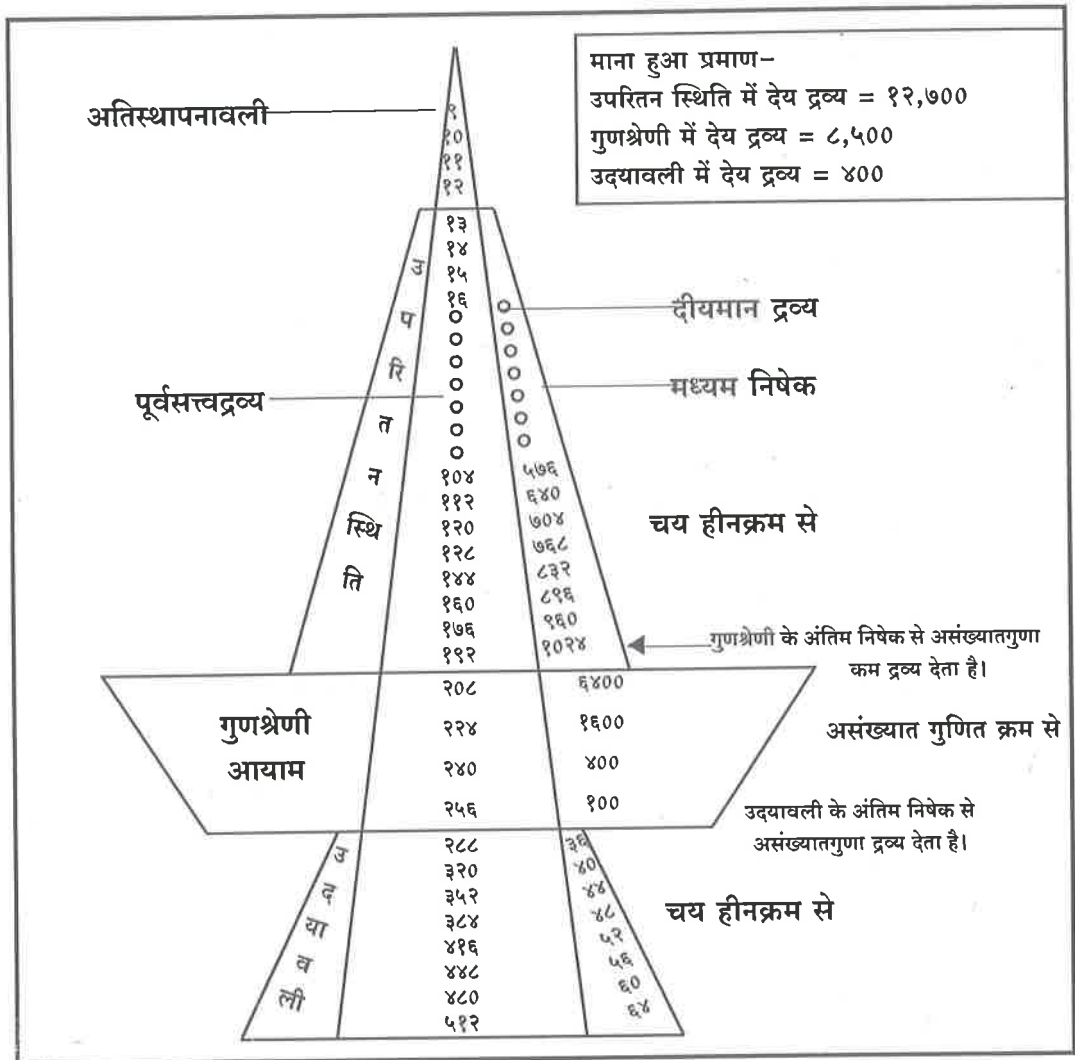 माना हुआ प्रमाण–
उपरितन स्थिति में देय द्रव्य = १२,७००
गुणश्रेणी में देय द्रव्य = ८,५००
उदयावली में देय द्रव्य = ४००
अतिस्थापनावली
९
१०
११
१२
१३
१४
१५
१६
दीयमान द्रव्य
मध्यम निषेक
पूर्वसत्त्वद्रव्य
उपरितन स्थिति
१०४ ५७६
११२ ६४०
१२० ७०४
१२८ ७६८
१४४ ८३२
१६० ८९६
१७६ ९६०
१९२ १०२४
चय हीनक्रम से
गुणश्रेणी के अंतिम निषेक से असंख्यातगुणा
कम द्रव्य देता है।
गुणश्रेणी
आयाम
२०८ ६४००
२२४ १६००
२४० ४००
२५६ १००
असंख्यात गुणित क्रम से
उदयावली के अंतिम निषेक से
असंख्यातगुणा द्रव्य देता है।
उदयावली
२८८ ३६
३२० ४०
३५२ ४४
३८४ ४८
४१६ ५२
४४८ ५६
४८० ६०
५१२ ६४
चय हीनक्रम से